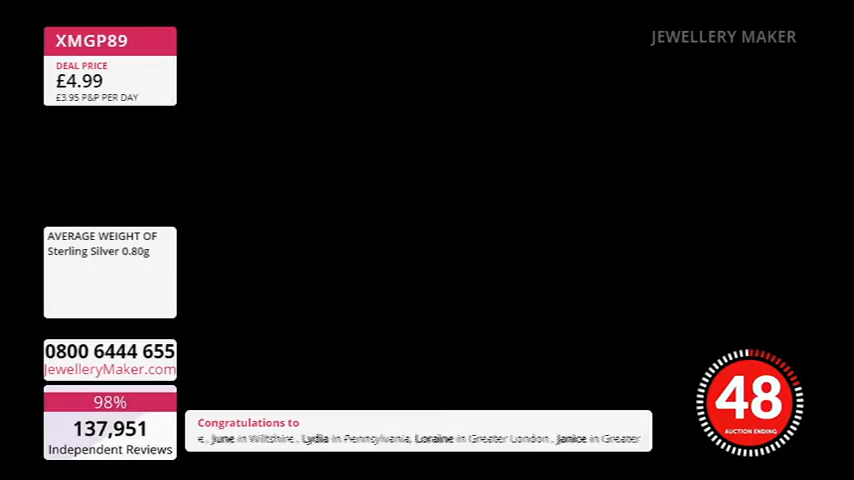 XMGP89
DEAL PRICE
£4.99
£3.95 P&P PER DAY
JEWELLERY MAKER
AVERAGE WEIGHT OF
Sterling Silver 0.80g
0800 6444 655
JewelleryMaker.com
98%
137,951
Independent Reviews
Congratulations to
e, June in Wiltshire, Lydia in Pennsylvania, Loraine in Greater London, Janice in Greater
48
AUCTION ENDING